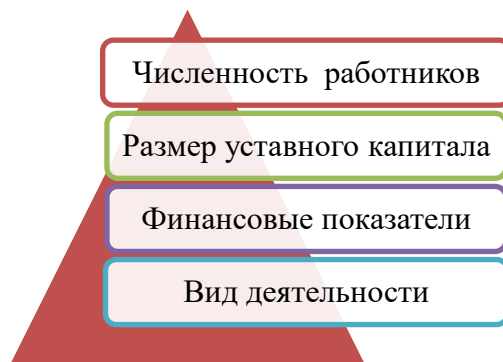 Численность работников
Размер уставного капитала
Финансовые показатели
Вид деятельности